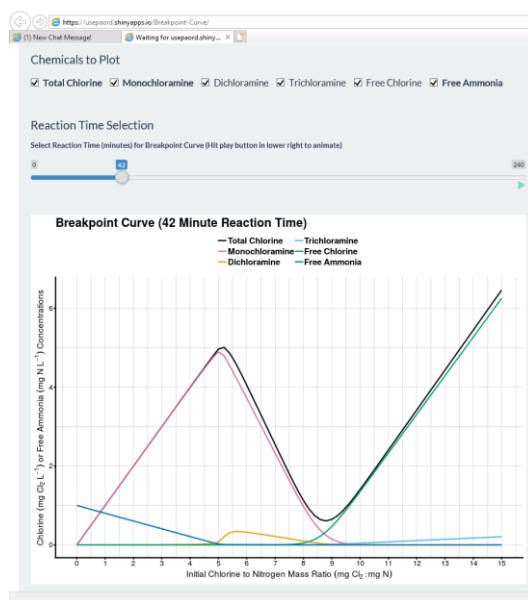 https://usepaord.shinyapps.io/Breakpoint-Curve/
(1) New Chat Message!
Waiting for usepaord.shiny...
Chemicals to Plot
Total Chlorine Monochloramine Dichloramine Trichloramine Free Chlorine Free Ammonia
Reaction Time Selection
Select Reaction Time (minutes) for Breakpoint Curve (Hit play button in lower right to animate)
0 42 240
Breakpoint Curve (42 Minute Reaction Time)
Total Chlorine Trichloramine
Monochloramine Free Chlorine
Dichloramine Free Ammonia
Chlorine (mg Cl₂ L⁻¹) or Free Ammonia (mg N L⁻¹) Concentrations
6
4
2
0
0 1 2 3 4 5 6 7 8 9 10 11 12 13 14 15
Initial Chlorine to Nitrogen Mass Ratio (mg Cl₂ : mg N)